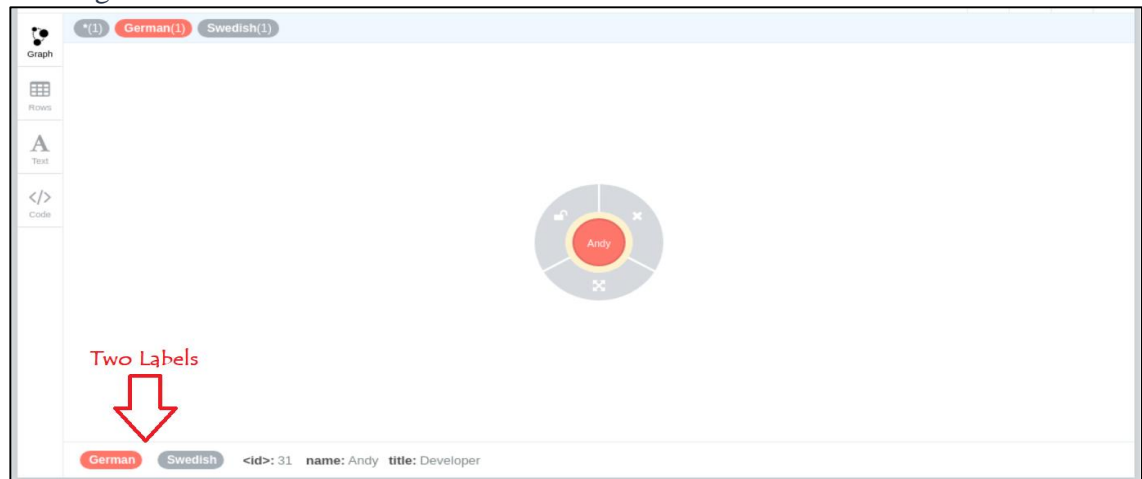 *(1) German(1) Swedish(1)
Graph
Rows
A
Text
</>
Code
Andy
Two Labels
German Swedish <id>: 31 name: Andy title: Developer